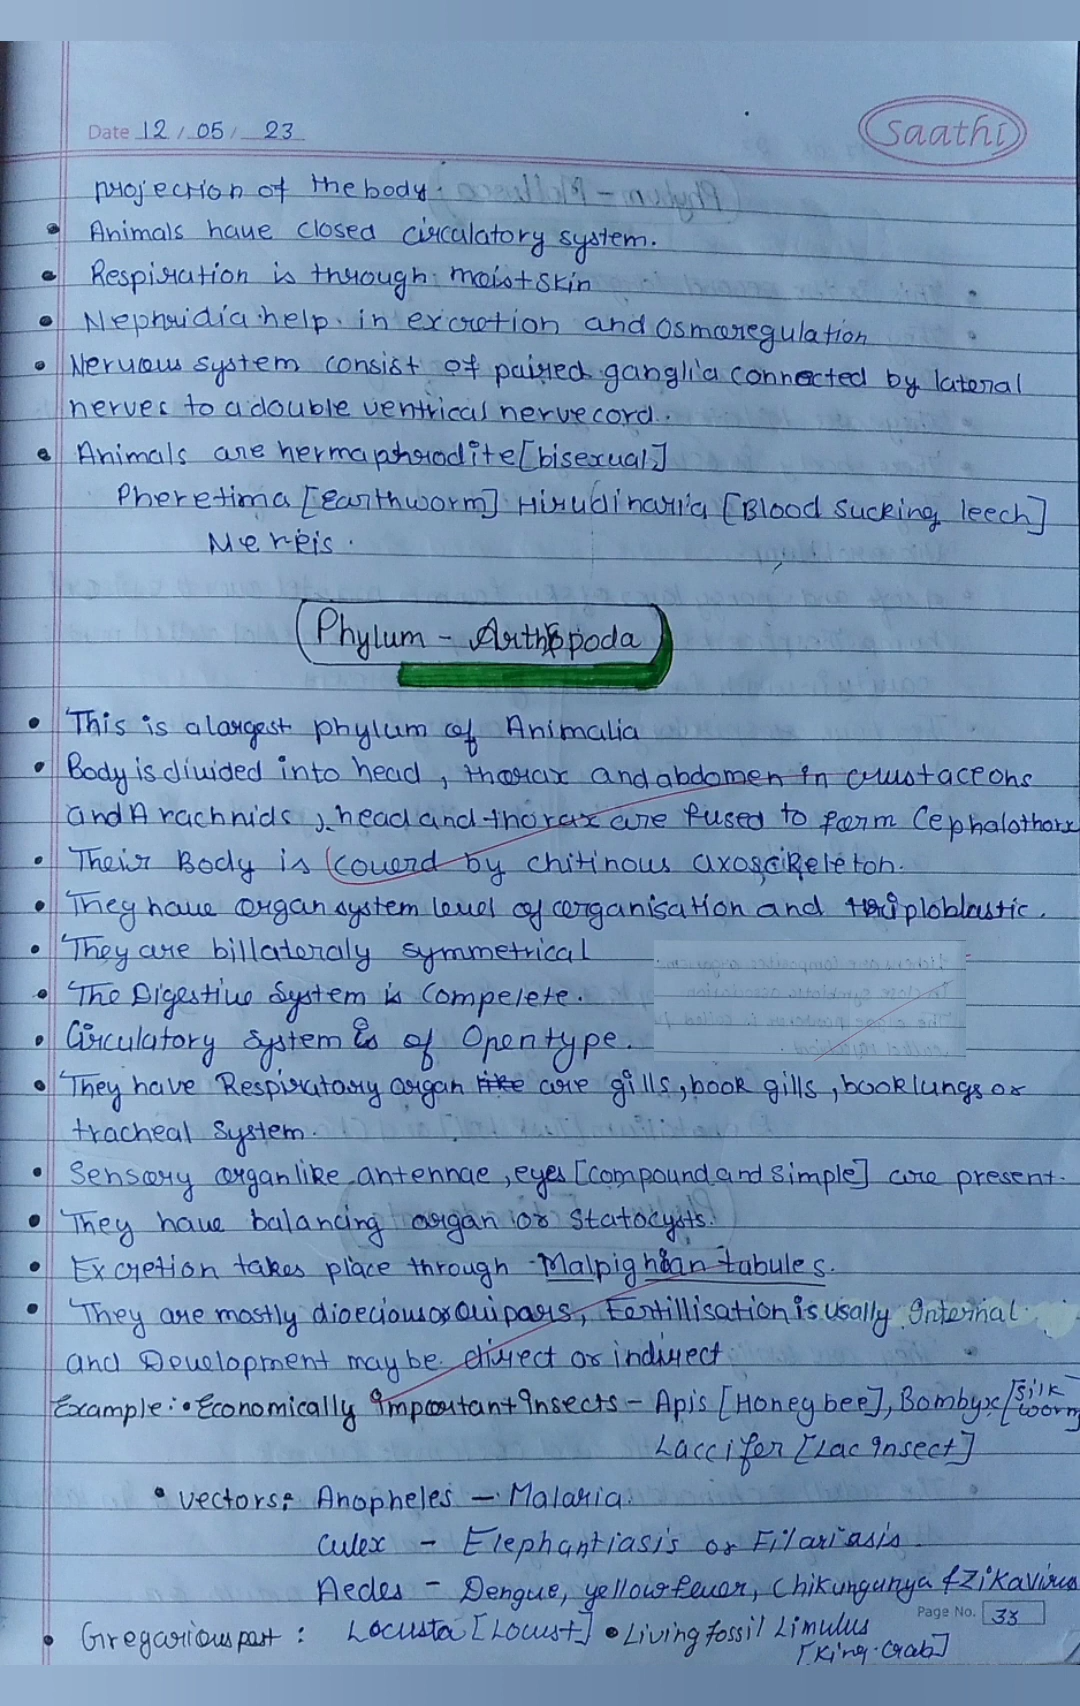 Date 12 / 05 / 23
Saathi
projection of the body.
• Animals have closed circulatory system.
• Respiration is through moist skin
• Nephridia help in excretion and osmoregulation
• Nervous system consist of paired ganglia connected by lateral
nerves to a double ventrical nerve cord.
• Animals are hermaphrodite [bisexual]
Pheretima [Earthworm] Hirudinaria [Blood Sucking leech]
Nereis.
Phylum - Arthropoda
• This is a largest phylum of Animalia
• Body is divided into head, thorax and abdomen in crustaceons
and Arachnids, head and thorax are fused to form Cephalothorx
• Their Body is coverd by chitinous axoskeleton.
• They have organ system level of organisation and triploblastic.
• They are billateraly symmetrical
• The Digestive System is Compelete.
• Circulatory System is of Open type.
• They have Respiratory organ like are gills, book gills, book lungs or
tracheal System.
• Sensory organ like antennae, eyes [compound and simple] are present.
• They have balancing organ or Statocysts.
• Excretion takes place through Malpighian tabules.
• They are mostly dioecious or Oviparis, Fertillisation is usally Internal
and Development may be direct or indirect
Example: • Economically Important Insects - Apis [Honey bee], Bombyx [silk worm]
Laccifer [Lac Insect]
• vectors: Anopheles - Malaria.
Culex - Elephantiasis or Filariasis.
Aedes - Dengue, yellow fever, Chikungunya & Zika virus
Page No. 33
• Gregarious past : Locusta [Locust] • Living fossil Limulus
[King Crab]